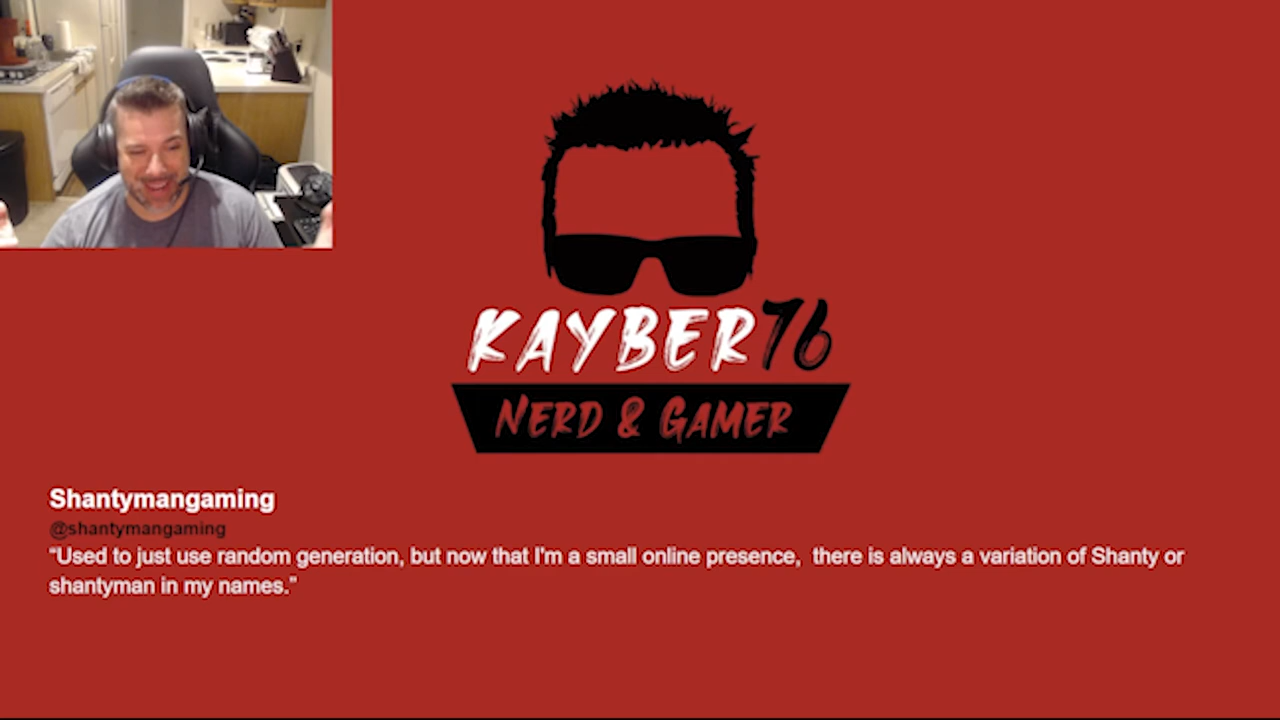 KAYBER76
NERD & GAMER
Shantymangaming
@shantymangaming
“Used to just use random generation, but now that I'm a small online presence,  there is always a variation of Shanty or
shantyman in my names.”